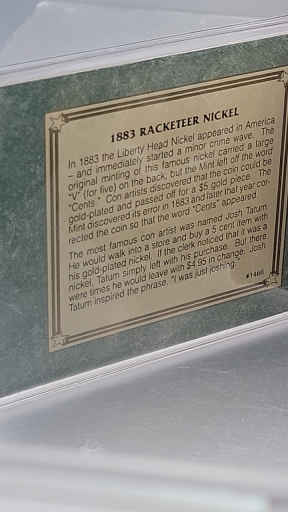 1883 RACKETEER NICKEL
In 1883 the Liberty Head Nickel appeared in America
– and immediately started a minor crime wave. The
original minting of this famous nickel carried a large
"V" (for five) on the back, but the Mint left off the word
"Cents." Con artists discovered that the coin could be
gold-plated and passed off for a $5 gold piece. The
Mint discovered its error in 1883 and later that year cor-
rected the coin so that the word "Cents" appeared.
The most famous con artist was named Josh Tatum.
He would walk into a store and buy a 5 cent item with
his gold-plated nickel. If the clerk noticed that it was a
nickel, Tatum simply left with his purchase. But there
were times he would leave with $4.95 in change. Josh
Tatum inspired the phrase, "I was just joshing."
#1466